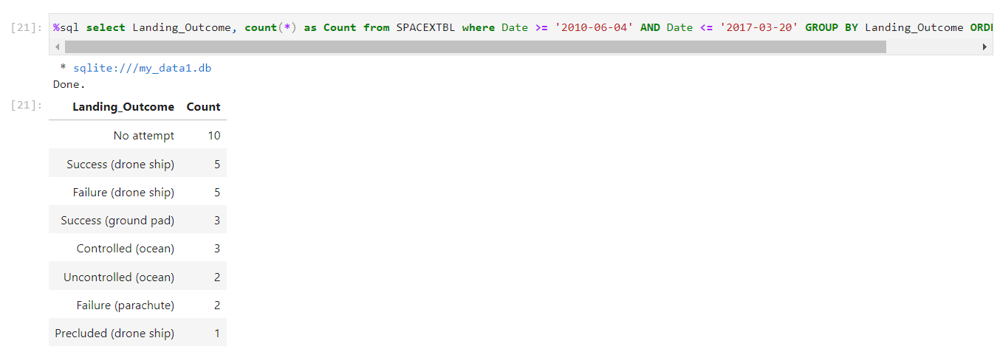 [21]: %sql select Landing_Outcome, count(*) as Count from SPACEXTBL where Date >= '2010-06-04' AND Date <= '2017-03-20' GROUP BY Landing_Outcome
* sqlite:///my_data1.db
Done.
[21]: Landing_Outcome Count
No attempt 10
Success (drone ship) 5
Failure (drone ship) 5
Success (ground pad) 3
Controlled (ocean) 3
Uncontrolled (ocean) 2
Failure (parachute) 2
Precluded (drone ship) 1